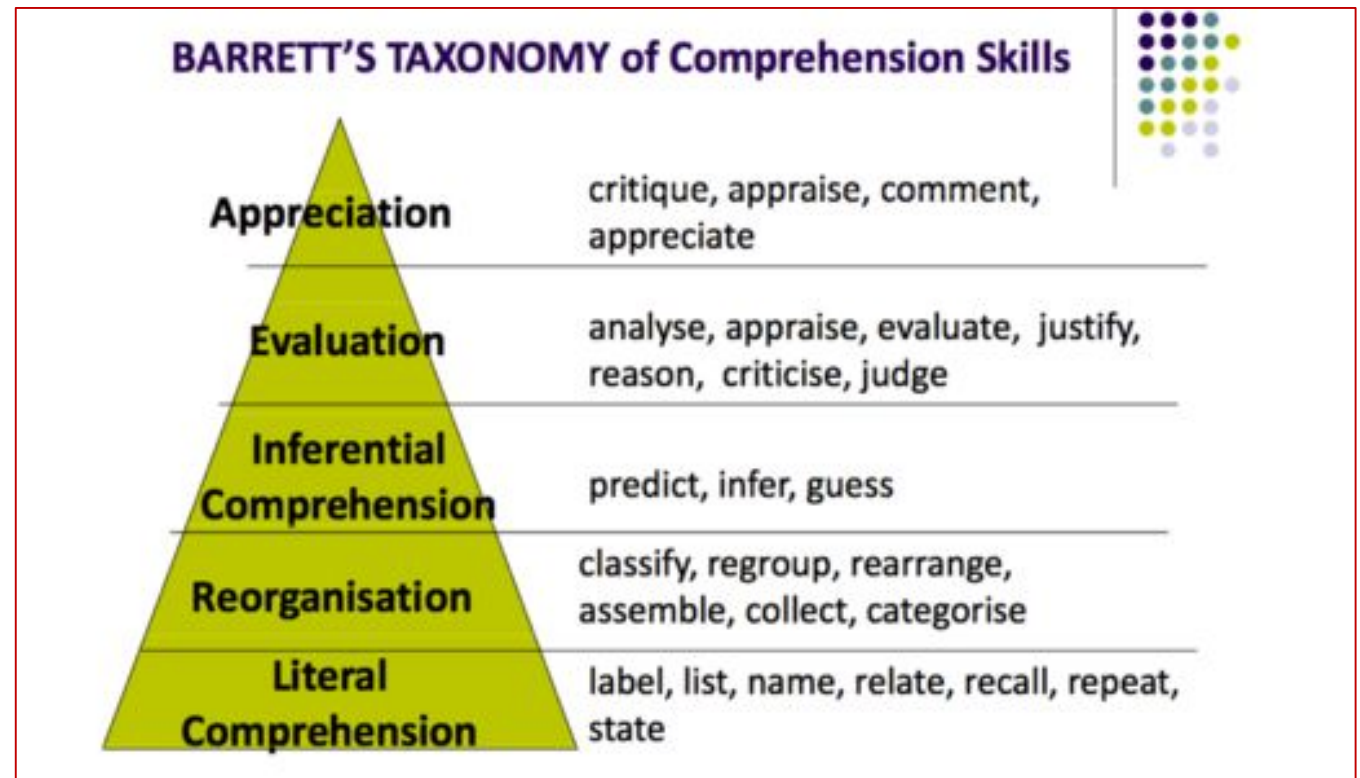 BARRETT'S TAXONOMY of Comprehension Skills
Appreciation
critique, appraise, comment,
appreciate
Evaluation
analyse, appraise, evaluate, justify,
reason, criticise, judge
Inferential
Comprehension
predict, infer, guess
Reorganisation
classify, regroup, rearrange,
assemble, collect, categorise
Literal
Comprehension
label, list, name, relate, recall, repeat,
state